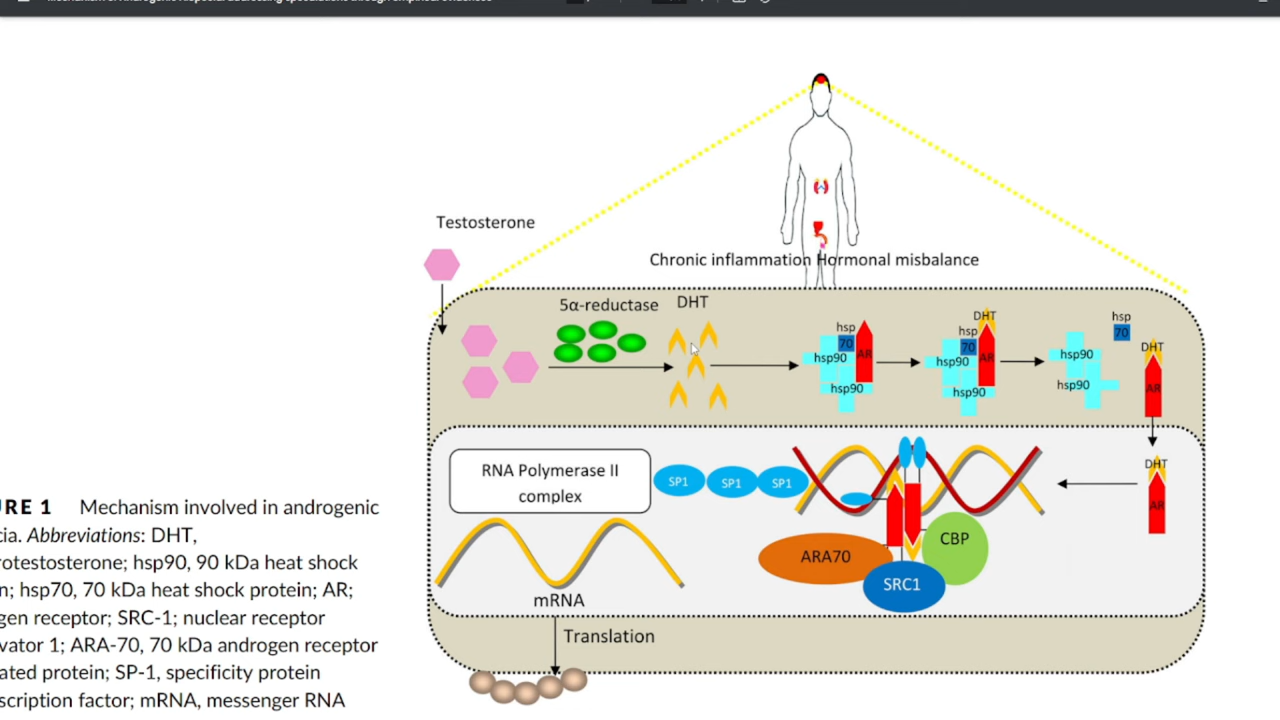 Testosterone
Chronic inflammation Hormonal misbalance
5α-reductase
DHT
hsp
70
AR
hsp90
hsp90
DHT
hsp
70
AR
hsp90
hsp90
hsp
70
hsp90
hsp90
DHT
AR
RNA Polymerase II
complex
SP1
SP1
SP1
DHT
AR
ARA70
CBP
SRC1
mRNA
Translation
RE 1 Mechanism involved in androgenic
cia. Abbreviations: DHT,
rotestosterone; hsp90, 90 kDa heat shock
n; hsp70, 70 kDa heat shock protein; AR;
gen receptor; SRC-1; nuclear receptor
vator 1; ARA-70, 70 kDa androgen receptor
ated protein; SP-1, specificity protein
scription factor; mRNA, messenger RNA